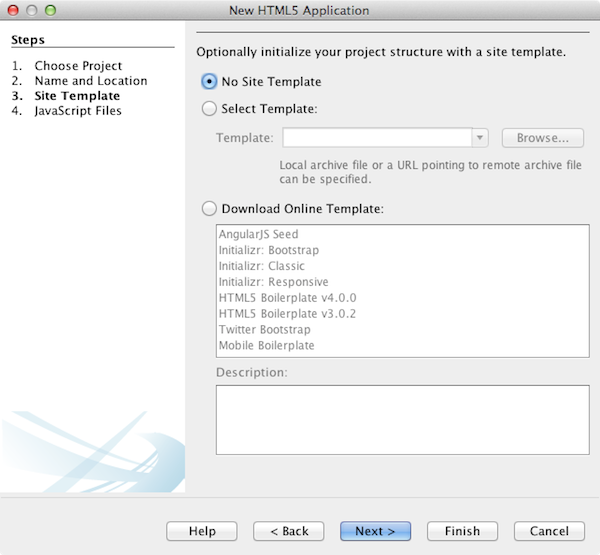 New HTML5 Application
Steps
1. Choose Project
2. Name and Location
3. Site Template
4. JavaScript Files
Optionally initialize your project structure with a site template.
No Site Template
Select Template:
Template:
Browse...
Local archive file or a URL pointing to remote archive file
can be specified.
Download Online Template:
AngularJS Seed
Initializr: Bootstrap
Initializr: Classic
Initializr: Responsive
HTML5 Boilerplate v4.0.0
HTML5 Boilerplate v3.0.2
Twitter Bootstrap
Mobile Boilerplate
Description:
Help
< Back
Next >
Finish
Cancel